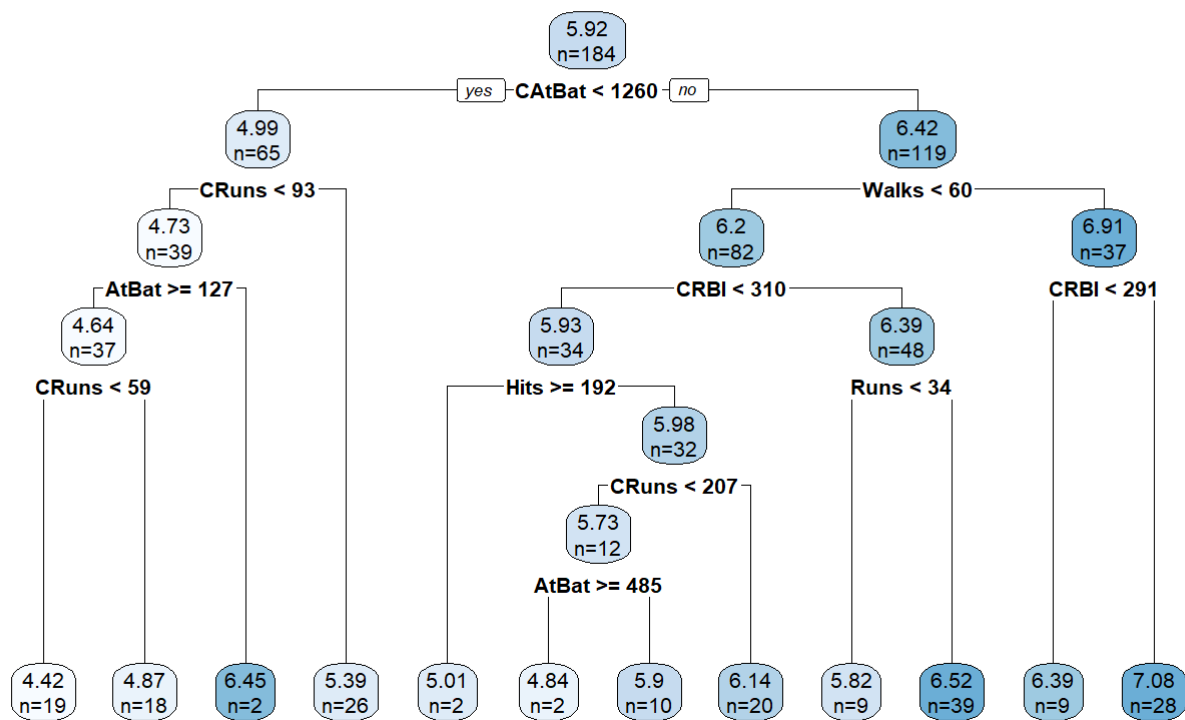 5.92
n=184
yes CAtBat < 1260 no
4.99
n=65
6.42
n=119
CRuns < 93
Walks < 60
4.73
n=39
6.2
n=82
6.91
n=37
AtBat >= 127
CRBI < 310
CRBI < 291
4.64
n=37
5.93
n=34
6.39
n=48
CRuns < 59
Hits >= 192
Runs < 34
5.98
n=32
CRuns < 207
5.73
n=12
AtBat >= 485
4.42
n=19
4.87
n=18
6.45
n=2
5.39
n=26
5.01
n=2
4.84
n=2
5.9
n=10
6.14
n=20
5.82
n=9
6.52
n=39
6.39
n=9
7.08
n=28